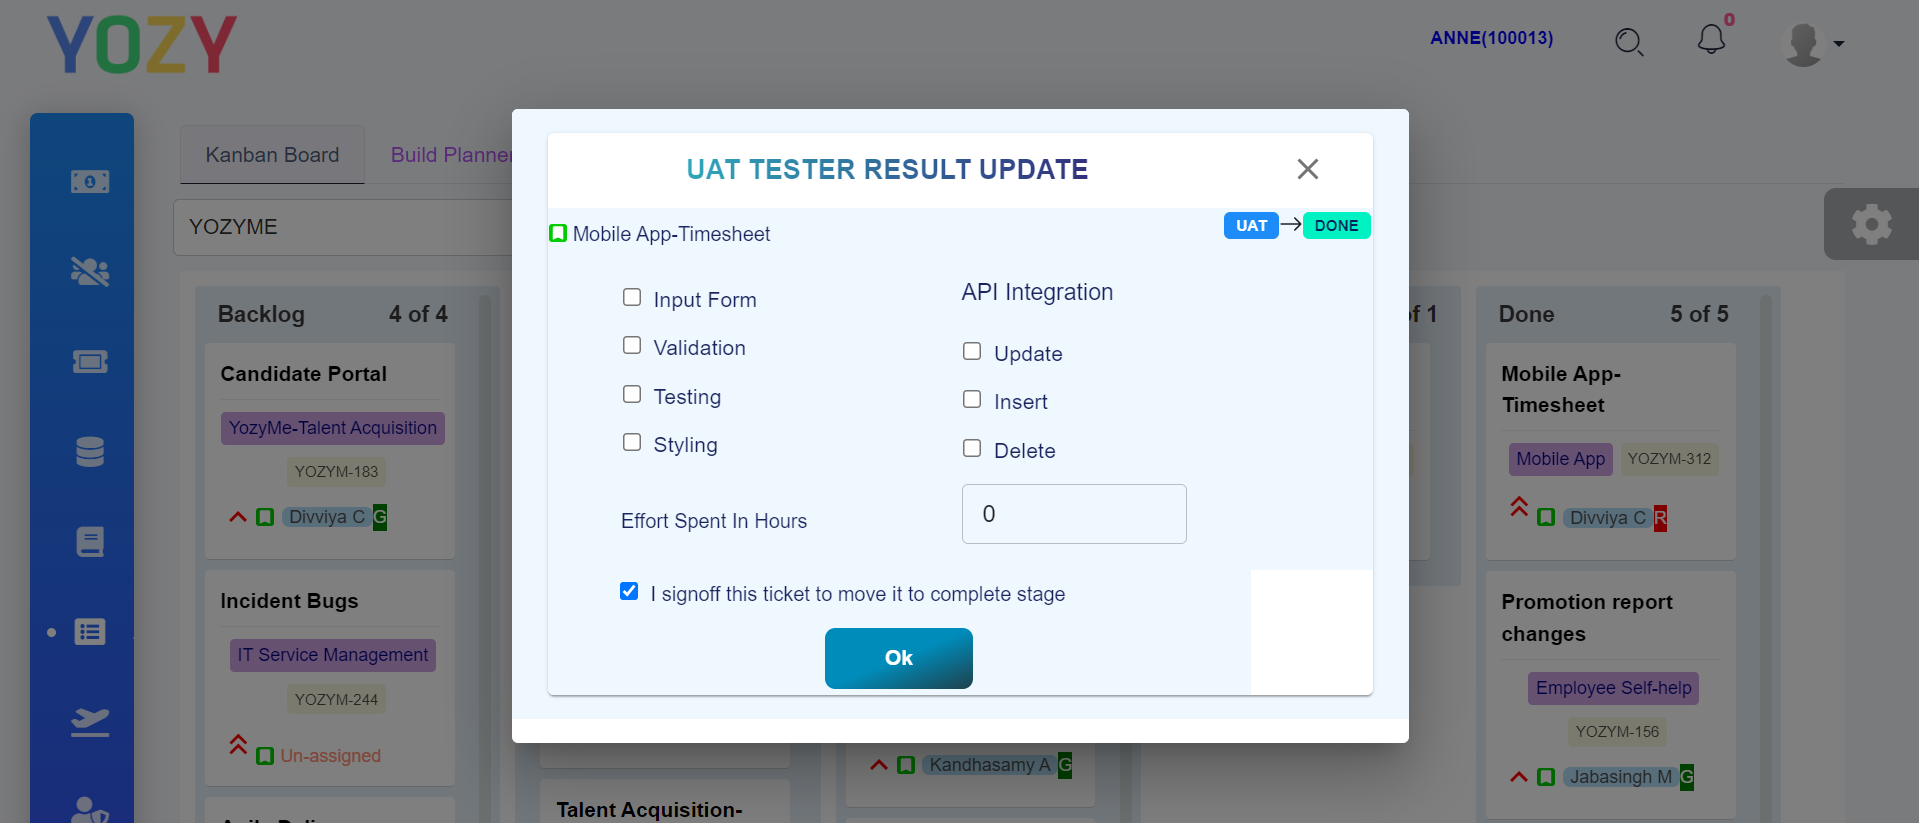 YOZY
ANNE(100013)
0
Kanban Board
Build Planner
YOZYME
UAT TESTER RESULT UPDATE
Mobile App-Timesheet
UAT
DONE
Input Form
Validation
Testing
Styling
API Integration
Update
Insert
Delete
Effort Spent In Hours
0
I signoff this ticket to move it to complete stage
Ok
Backlog 4 of 4
Candidate Portal
YozyMe-Talent Acquisition
YOZYM-183
Divviya C G
Incident Bugs
IT Service Management
YOZYM-244
Un-assigned
Talent Acquisition-
Kandhasamy A G
of 1
Done 5 of 5
Mobile App-
Timesheet
Mobile App YOZYM-312
Divviya C R
Promotion report
changes
Employee Self-help
YOZYM-156
Jabasingh M G